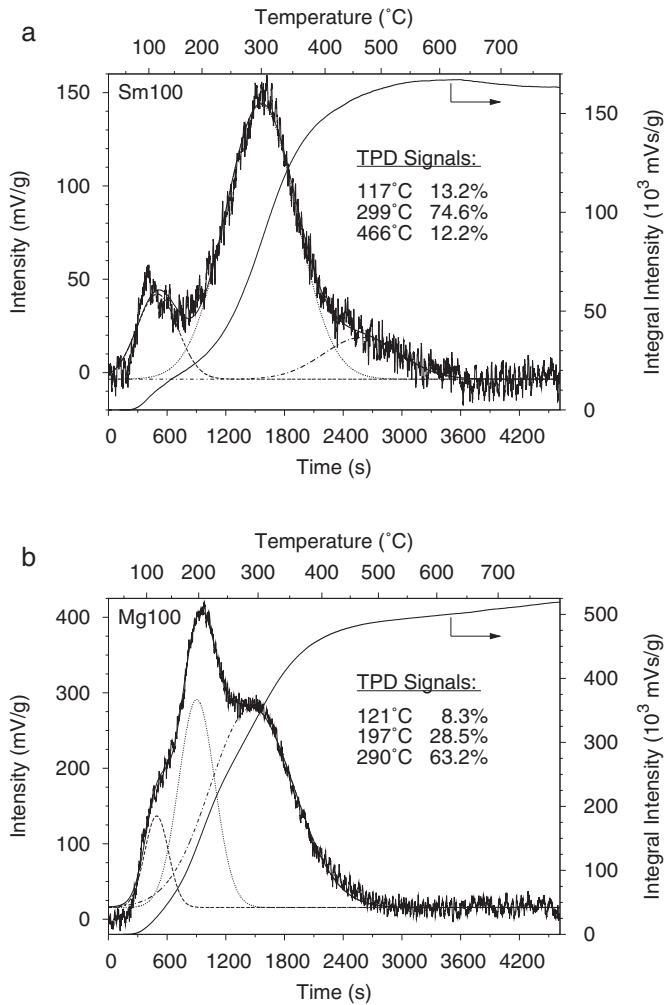 a
Temperature (˚C)
100 200 300 400 500 600 700
Sm100
150
100
50
0
Intensity (mV/g)
TPD Signals:
117˚C 13.2%
299˚C 74.6%
466˚C 12.2%
150
100
50
0
Integral Intensity (10³ mVs/g)
0 600 1200 1800 2400 3000 3600 4200
Time (s)
b
Temperature (˚C)
100 200 300 400 500 600 700
Mg100
400
300
200
100
0
Intensity (mV/g)
TPD Signals:
121˚C 8.3%
197˚C 28.5%
290˚C 63.2%
500
400
300
200
100
0
Integral Intensity (10³ mVs/g)
0 600 1200 1800 2400 3000 3600 4200
Time (s)